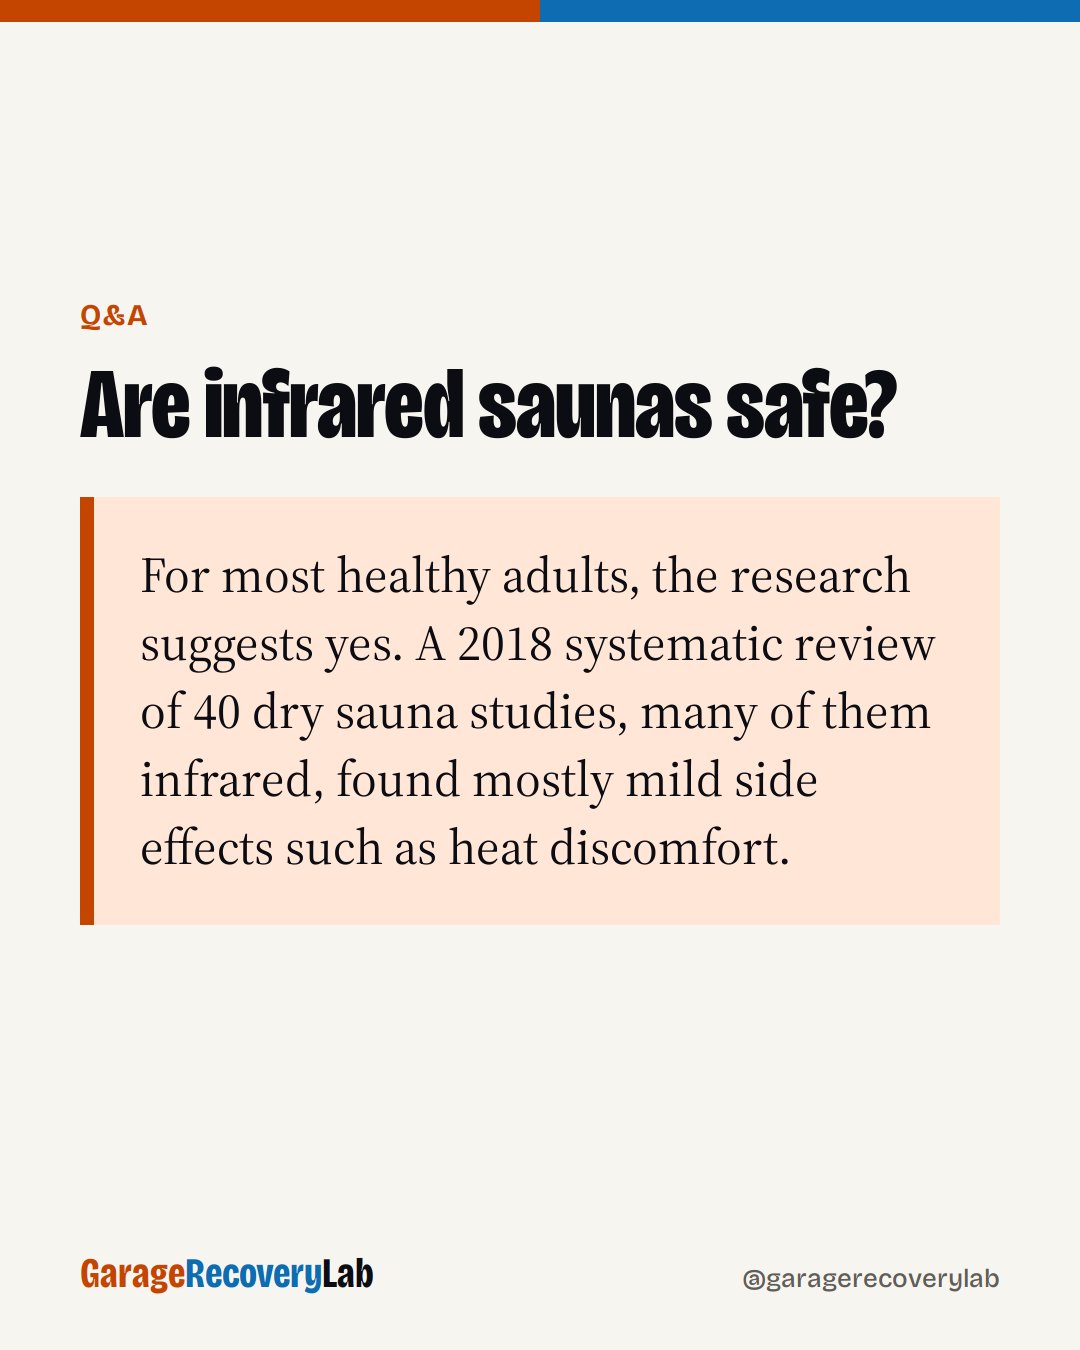 Q&A
Are infrared saunas safe?
For most healthy adults, the research
suggests yes. A 2018 systematic review
of 40 dry sauna studies, many of them
infrared, found mostly mild side
effects such as heat discomfort.
GarageRecoveryLab
@garagerecoverylab